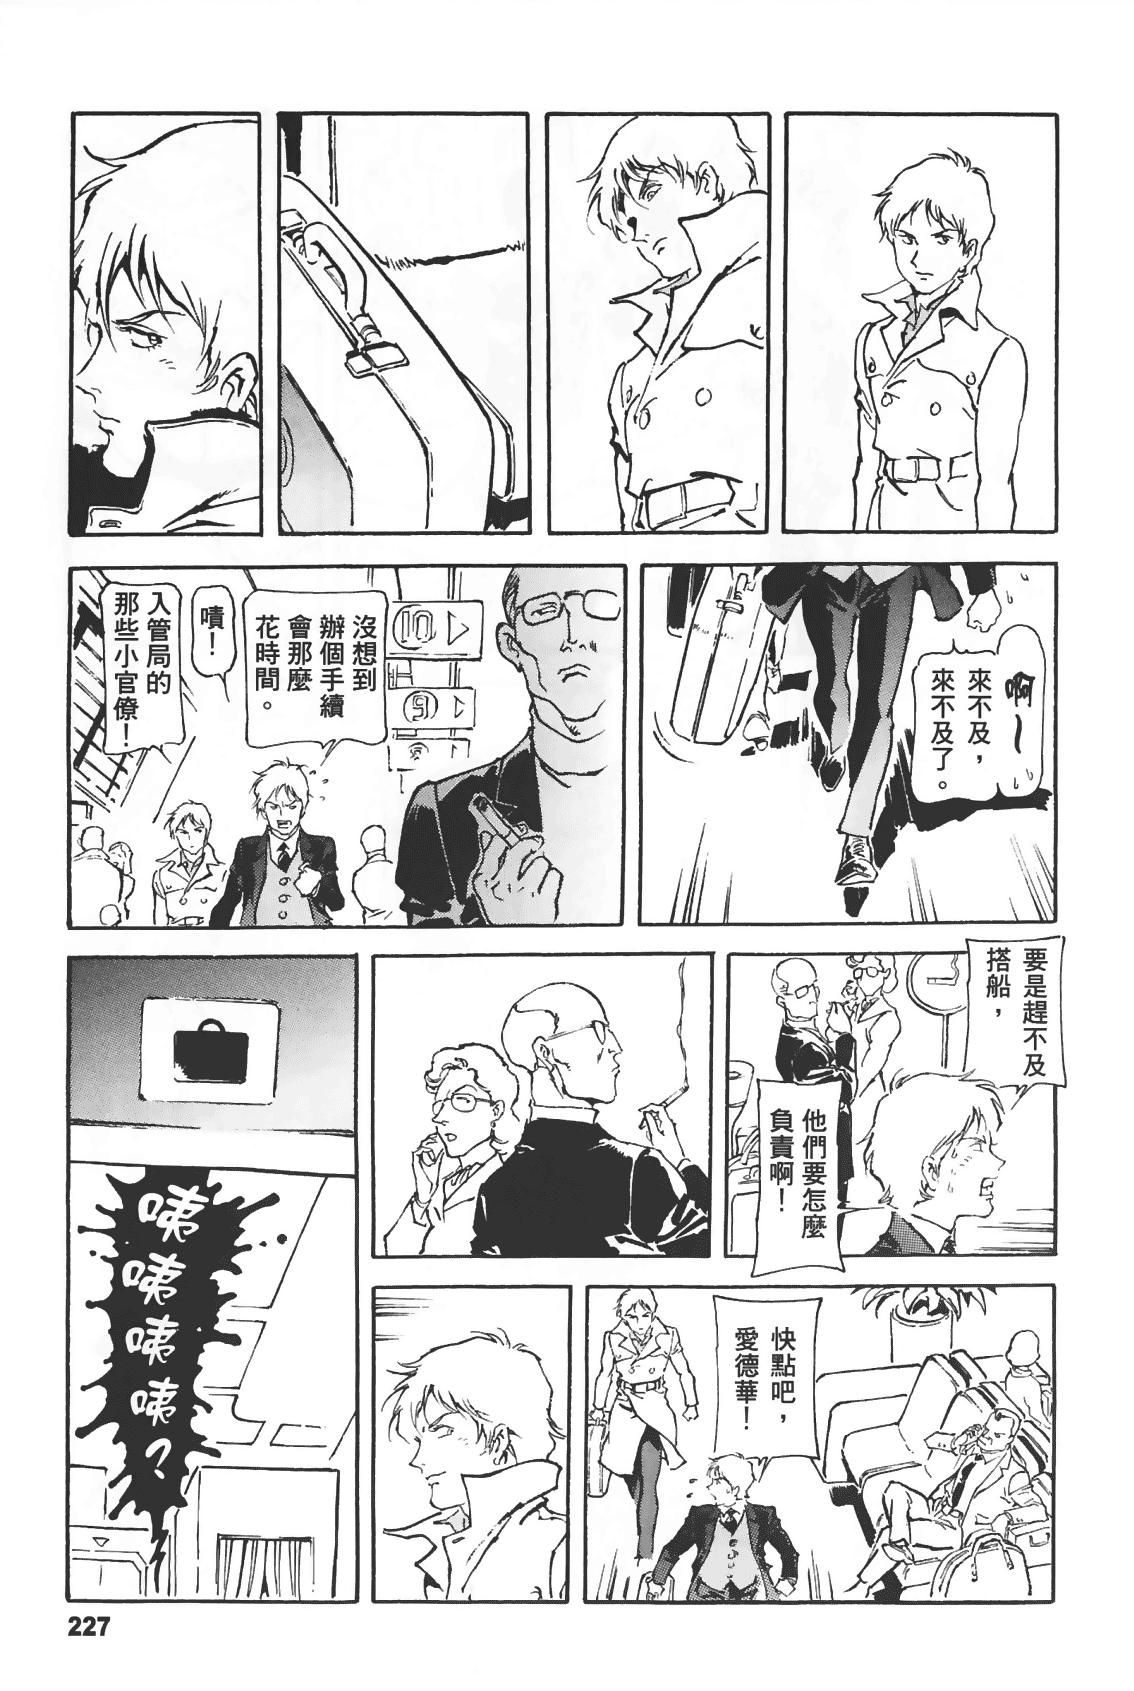 啊～
來不及，
來不及了。
沒想到
辦個手續
會那麼
花時間。
嘖！
入管局的
那些小官僚！
10
9
要是趕不及
搭船，
他們要怎麼
負責啊！
快點吧，
愛德華！
咦咦咦咦？
227